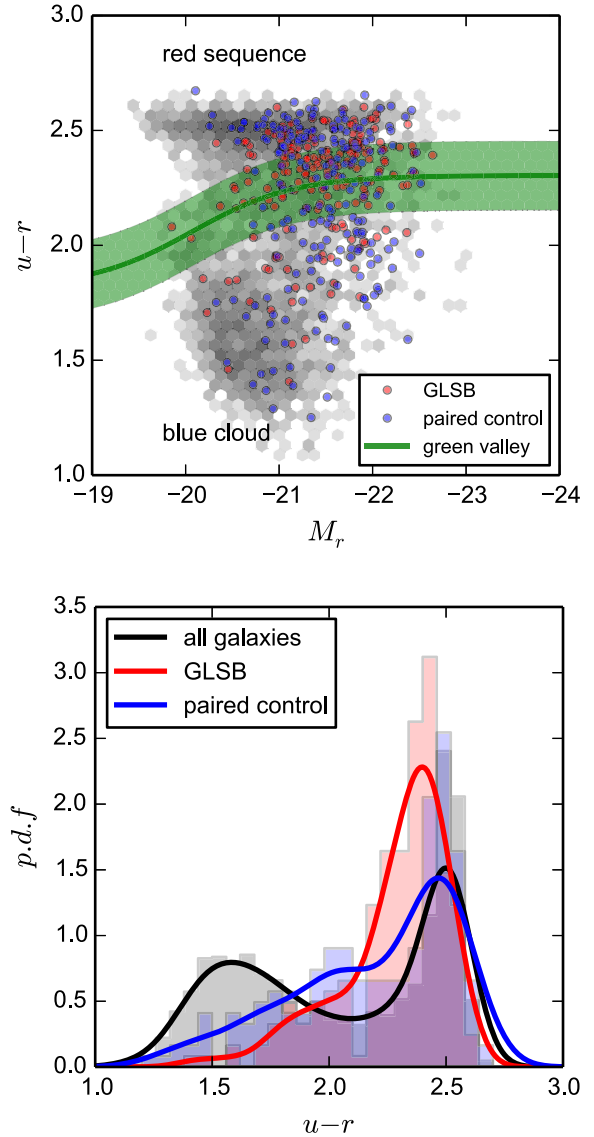 3.0
red sequence
2.5
u−r
2.0
1.5
GLSB
paired control
blue cloud
green valley
1.0
−19 −20 −21 −22 −23 −24
M_r
3.5
all galaxies
3.0
GLSB
paired control
2.5
2.0
p.d.f
1.5
1.0
0.5
0.0
1.0 1.5 2.0 2.5 3.0
u−r